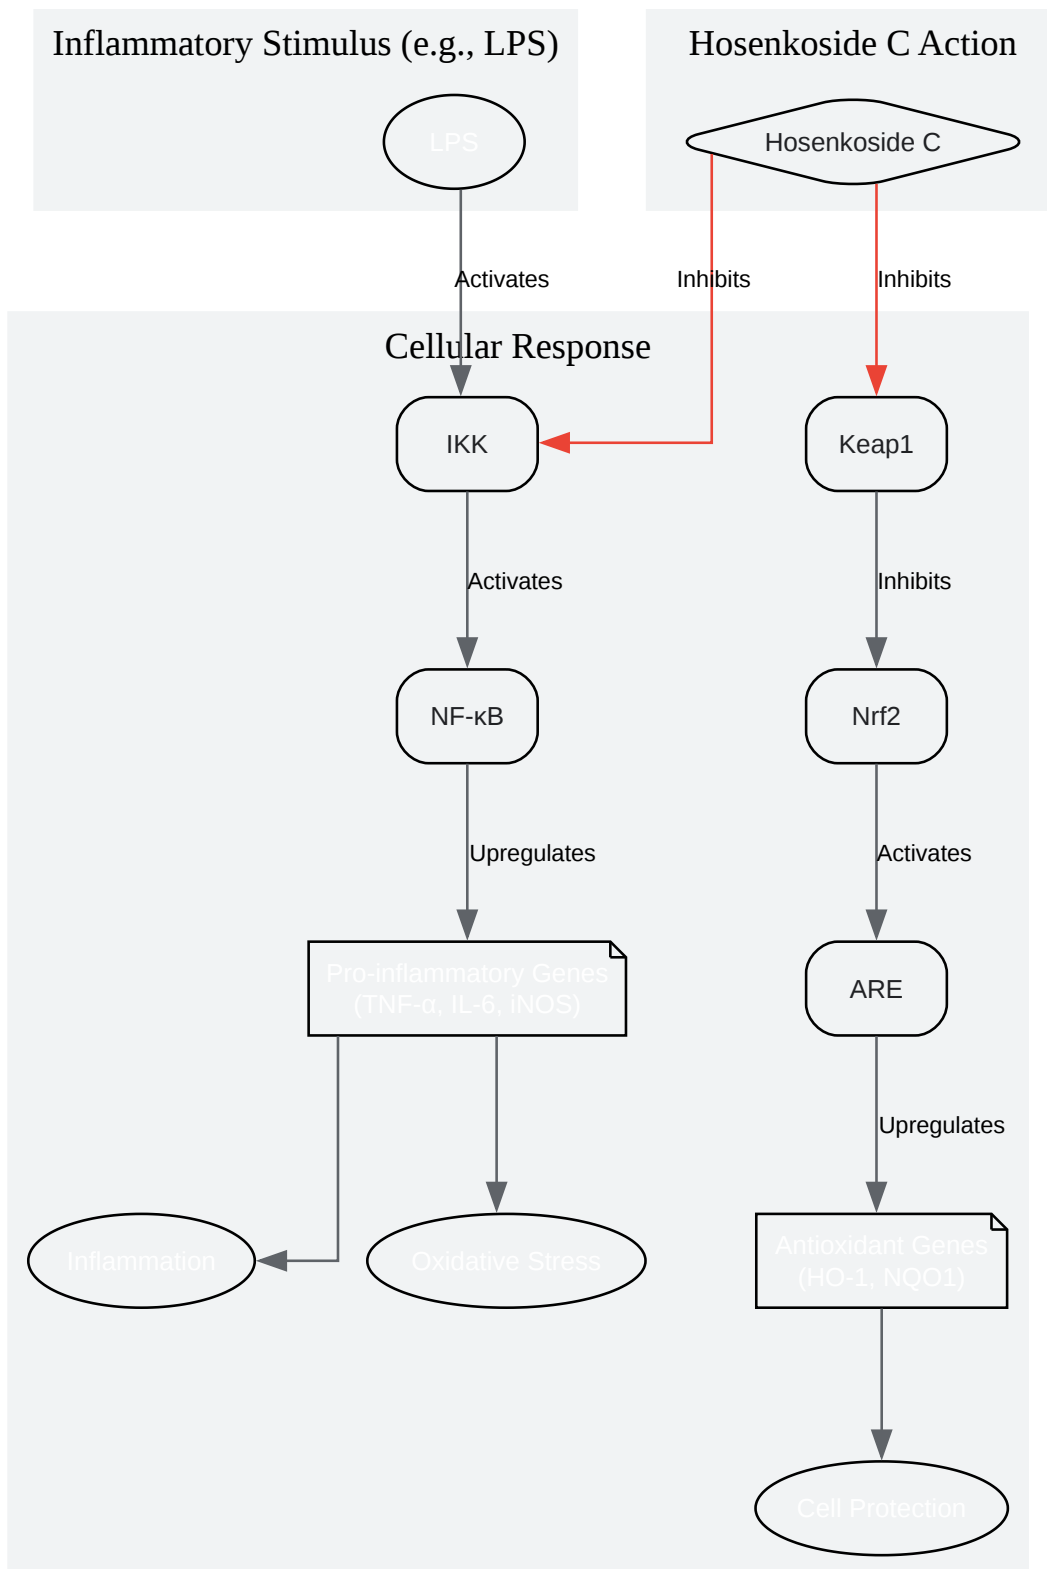 Inflammatory Stimulus (e.g., LPS)
Hosenkoside C Action
LPS
Hosenkoside C
Activates
Inhibits
Inhibits
Cellular Response
IKK
Keap1
Activates
Inhibits
NF-κB
Nrf2
Upregulates
Activates
Pro-inflammatory Genes
(TNF-α, IL-6, iNOS)
ARE
Upregulates
Inflammation
Oxidative Stress
Antioxidant Genes
(HO-1, NQO1)
Cell Protection